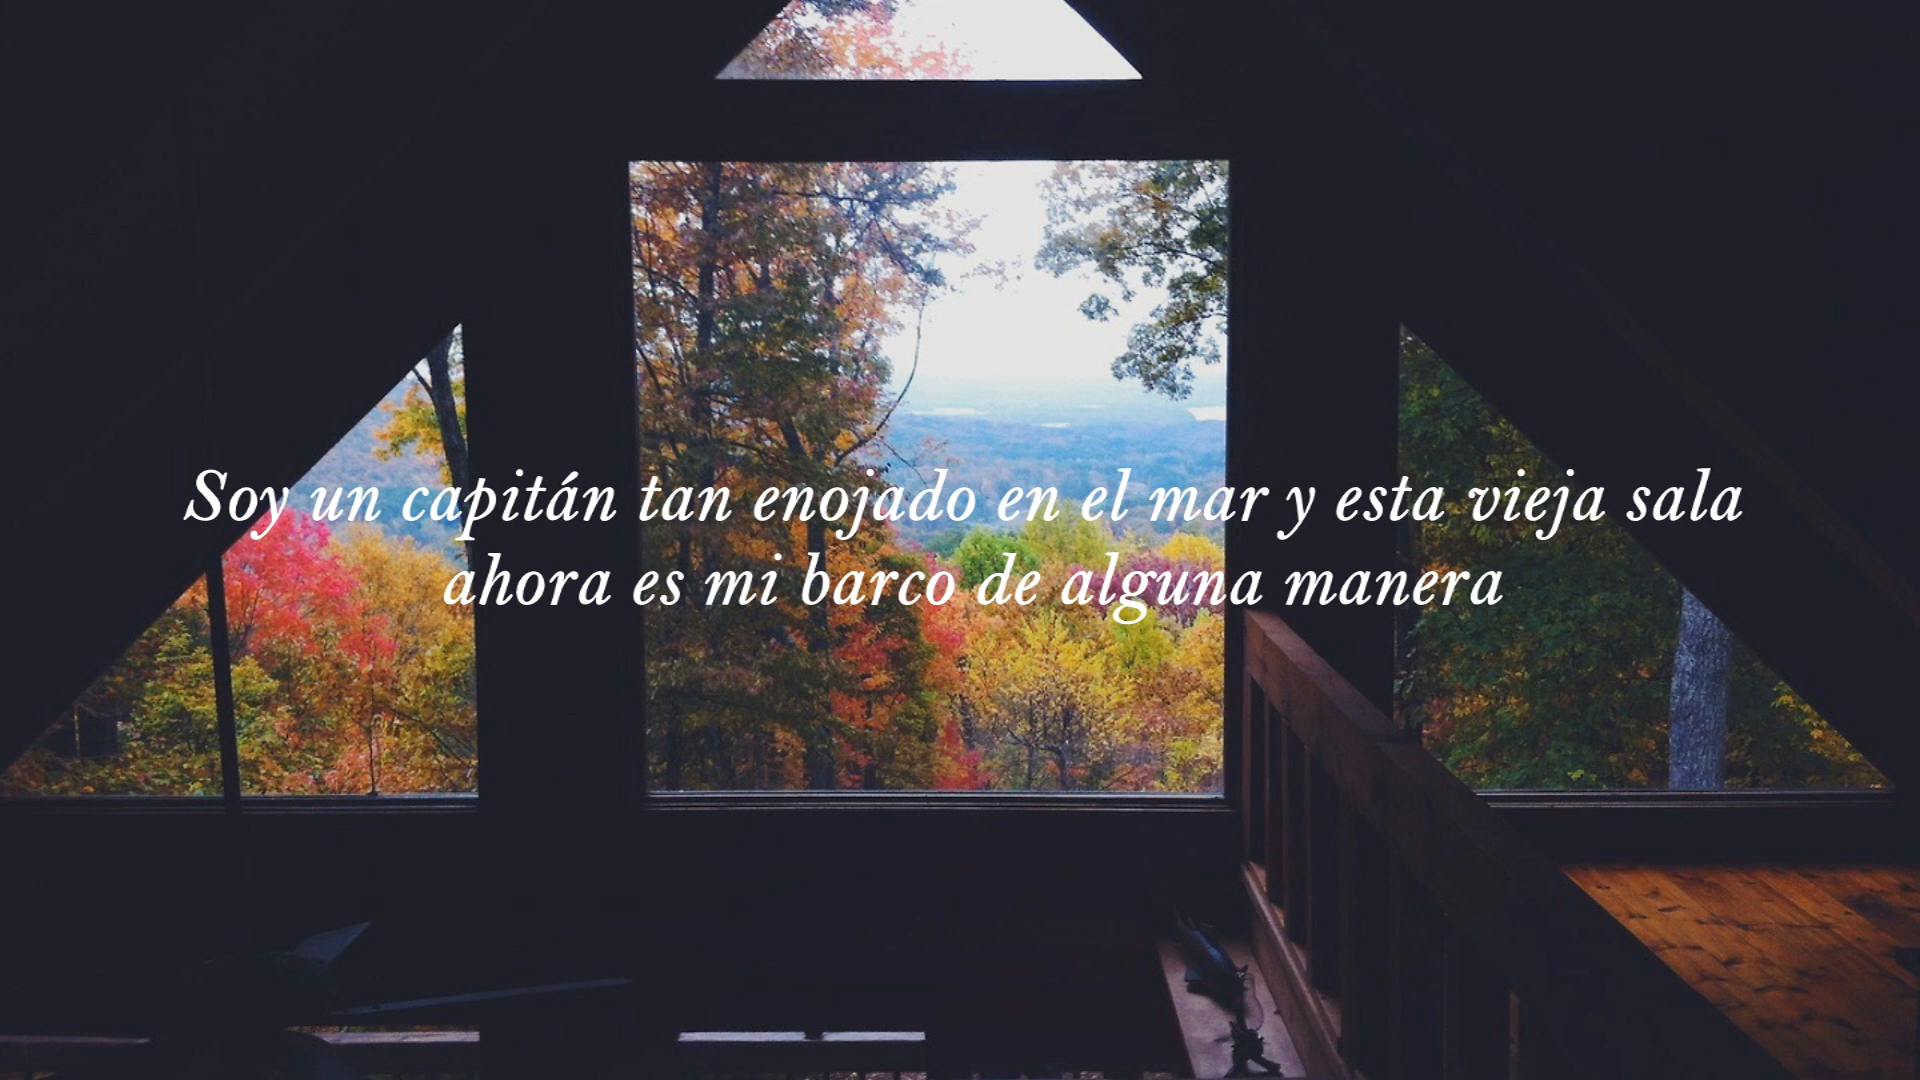 Soy un capitán tan enojado en el mar y esta vieja sala
ahora es mi barco de alguna manera